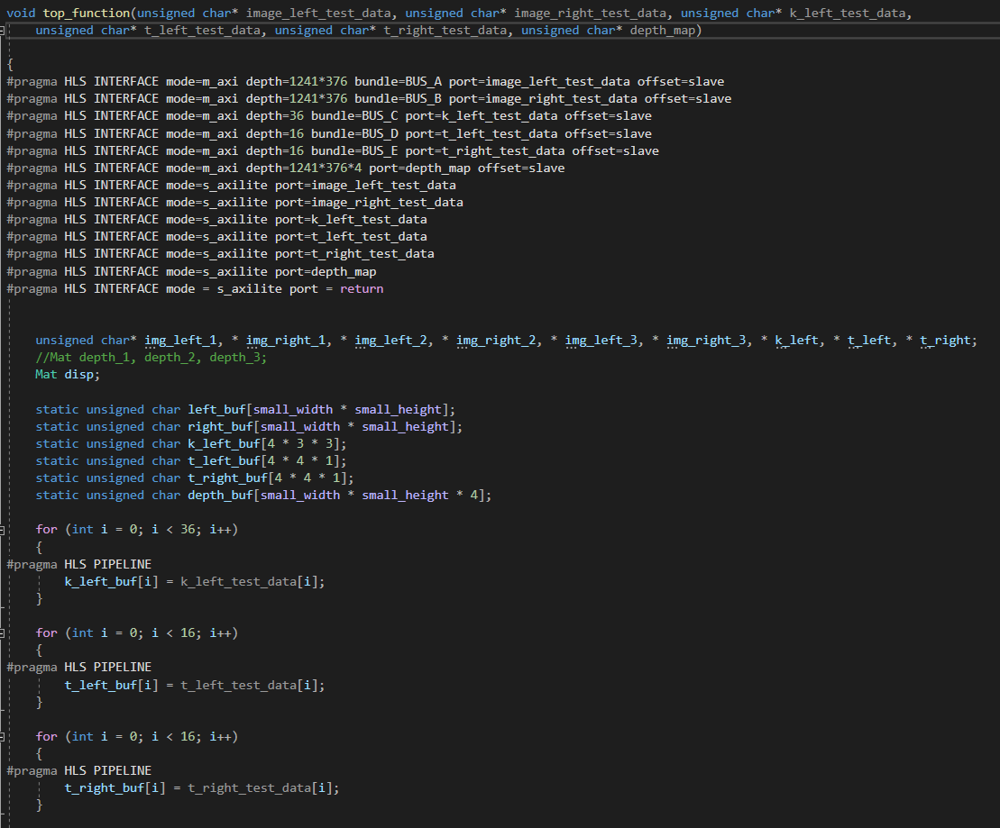 void top_function(unsigned char* image_left_test_data, unsigned char* image_right_test_data, unsigned char* k_left_test_data,
unsigned char* t_left_test_data, unsigned char* t_right_test_data, unsigned char* depth_map)
{
#pragma HLS INTERFACE mode=m_axi depth=1241*376 bundle=BUS_A port=image_left_test_data offset=slave
#pragma HLS INTERFACE mode=m_axi depth=1241*376 bundle=BUS_B port=image_right_test_data offset=slave
#pragma HLS INTERFACE mode=m_axi depth=36 bundle=BUS_C port=k_left_test_data offset=slave
#pragma HLS INTERFACE mode=m_axi depth=16 bundle=BUS_D port=t_left_test_data offset=slave
#pragma HLS INTERFACE mode=m_axi depth=16 bundle=BUS_E port=t_right_test_data offset=slave
#pragma HLS INTERFACE mode=m_axi depth=1241*376*4 port=depth_map offset=slave
#pragma HLS INTERFACE mode=s_axilite port=image_left_test_data
#pragma HLS INTERFACE mode=s_axilite port=image_right_test_data
#pragma HLS INTERFACE mode=s_axilite port=k_left_test_data
#pragma HLS INTERFACE mode=s_axilite port=t_left_test_data
#pragma HLS INTERFACE mode=s_axilite port=t_right_test_data
#pragma HLS INTERFACE mode=s_axilite port=depth_map
#pragma HLS INTERFACE mode = s_axilite port = return
unsigned char* img_left_1, * img_right_1, * img_left_2, * img_right_2, * img_left_3, * img_right_3, * k_left, * t_left, * t_right;
//Mat depth_1, depth_2, depth_3;
Mat disp;
static unsigned char left_buf[small_width * small_height];
static unsigned char right_buf[small_width * small_height];
static unsigned char k_left_buf[4 * 3 * 3];
static unsigned char t_left_buf[4 * 4 * 1];
static unsigned char t_right_buf[4 * 4 * 1];
static unsigned char depth_buf[small_width * small_height * 4];
for (int i = 0; i < 36; i++)
{
#pragma HLS PIPELINE
k_left_buf[i] = k_left_test_data[i];
}
for (int i = 0; i < 16; i++)
{
#pragma HLS PIPELINE
t_left_buf[i] = t_left_test_data[i];
}
for (int i = 0; i < 16; i++)
{
#pragma HLS PIPELINE
t_right_buf[i] = t_right_test_data[i];
}